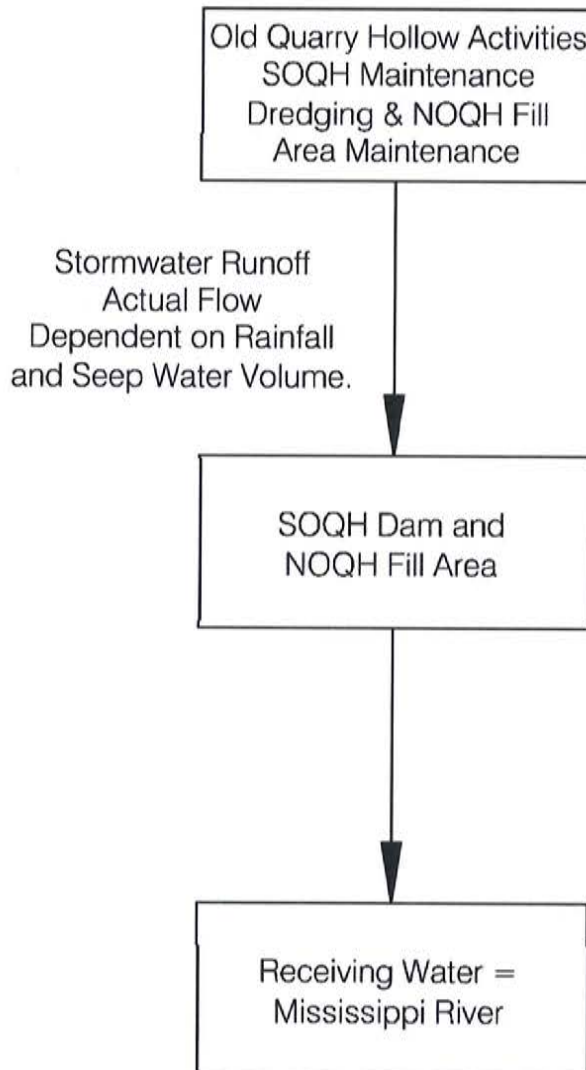 Old Quarry Hollow Activities
SOQH Maintenance
Dredging & NOQH Fill
Area Maintenance
Stormwater Runoff
Actual Flow
Dependent on Rainfall
and Seep Water Volume.
SOQH Dam and
NOQH Fill Area
Receiving Water =
Mississippi River